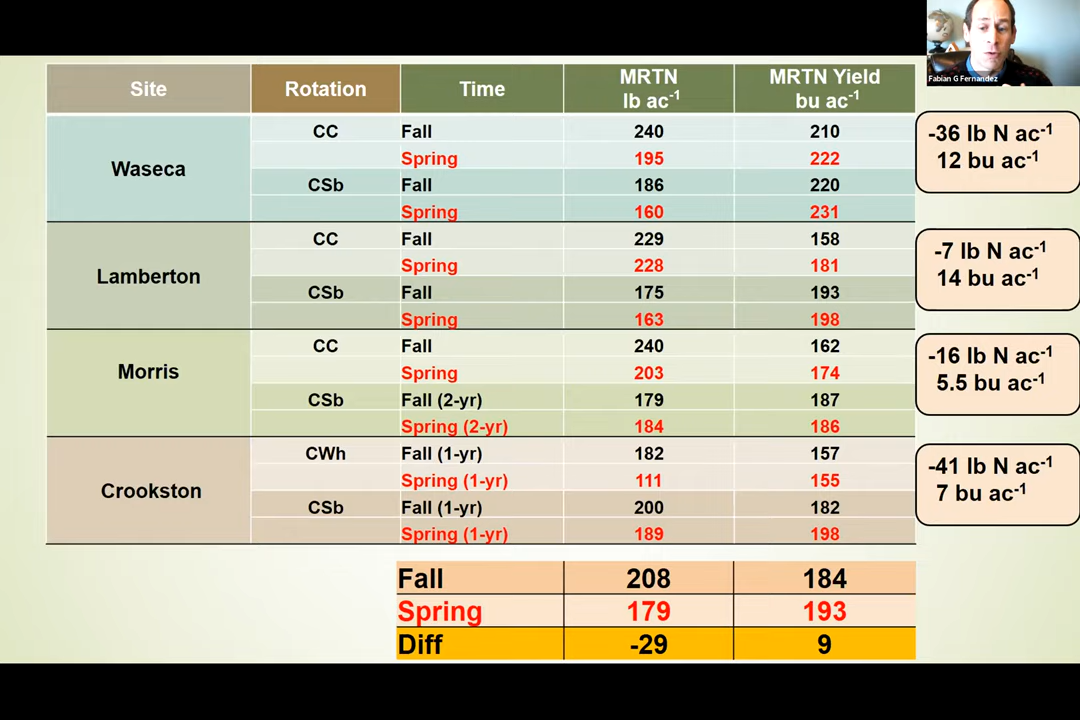 Fabian G Fernandez
Site Rotation Time MRTN lb ac-1 MRTN Yield bu ac-1
Waseca CC Fall 240 210
Spring 195 222
CSb Fall 186 220
Spring 160 231
-36 lb N ac-1
12 bu ac-1
Lamberton CC Fall 229 158
Spring 228 181
CSb Fall 175 193
Spring 163 198
-7 lb N ac-1
14 bu ac-1
Morris CC Fall 240 162
Spring 203 174
CSb Fall (2-yr) 179 187
Spring (2-yr) 184 186
-16 lb N ac-1
5.5 bu ac-1
Crookston CWh Fall (1-yr) 182 157
Spring (1-yr) 111 155
CSb Fall (1-yr) 200 182
Spring (1-yr) 189 198
-41 lb N ac-1
7 bu ac-1
Fall 208 184
Spring 179 193
Diff -29 9